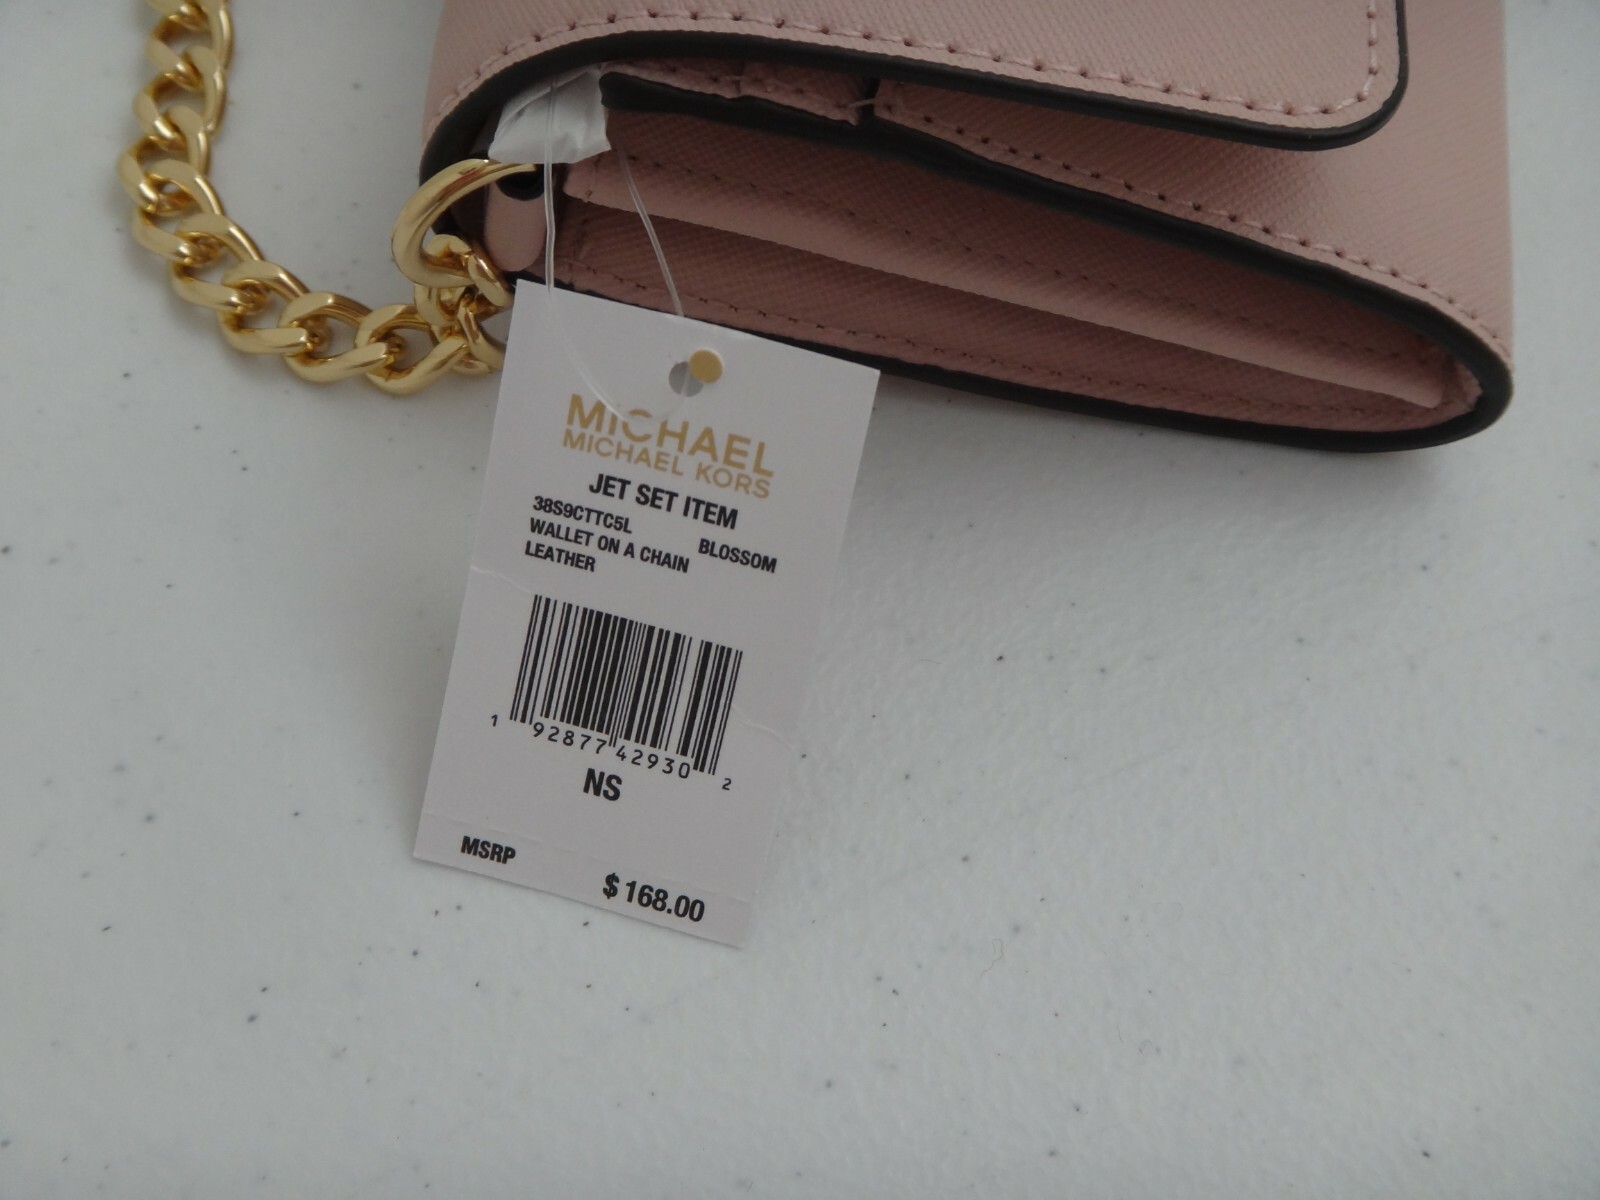 MICHAEL
MICHAEL KORS
JET SET ITEM
38S9CTTC5L
WALLET ON A CHAIN BLOSSOM
LEATHER
1 92877 42930 2
NS
MSRP
$ 168.00